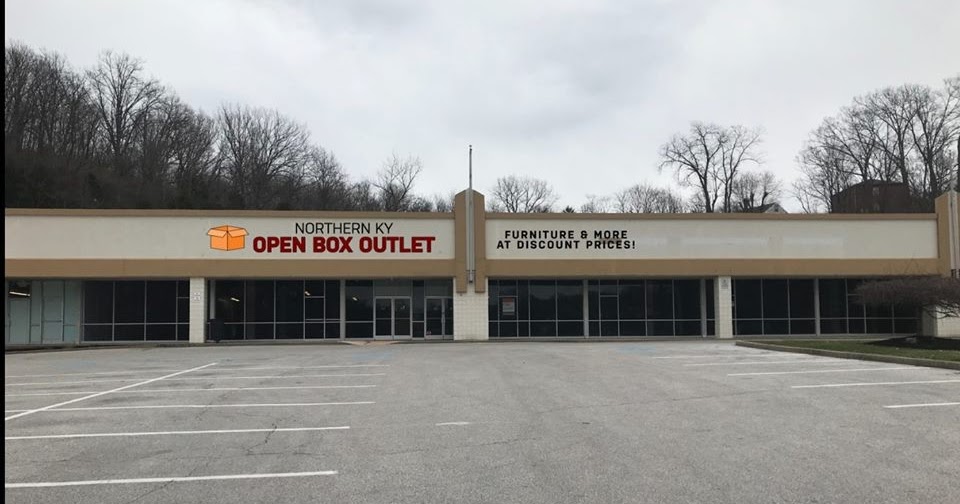 NORTHERN KY
OPEN BOX OUTLET
FURNITURE & MORE
AT DISCOUNT PRICES!